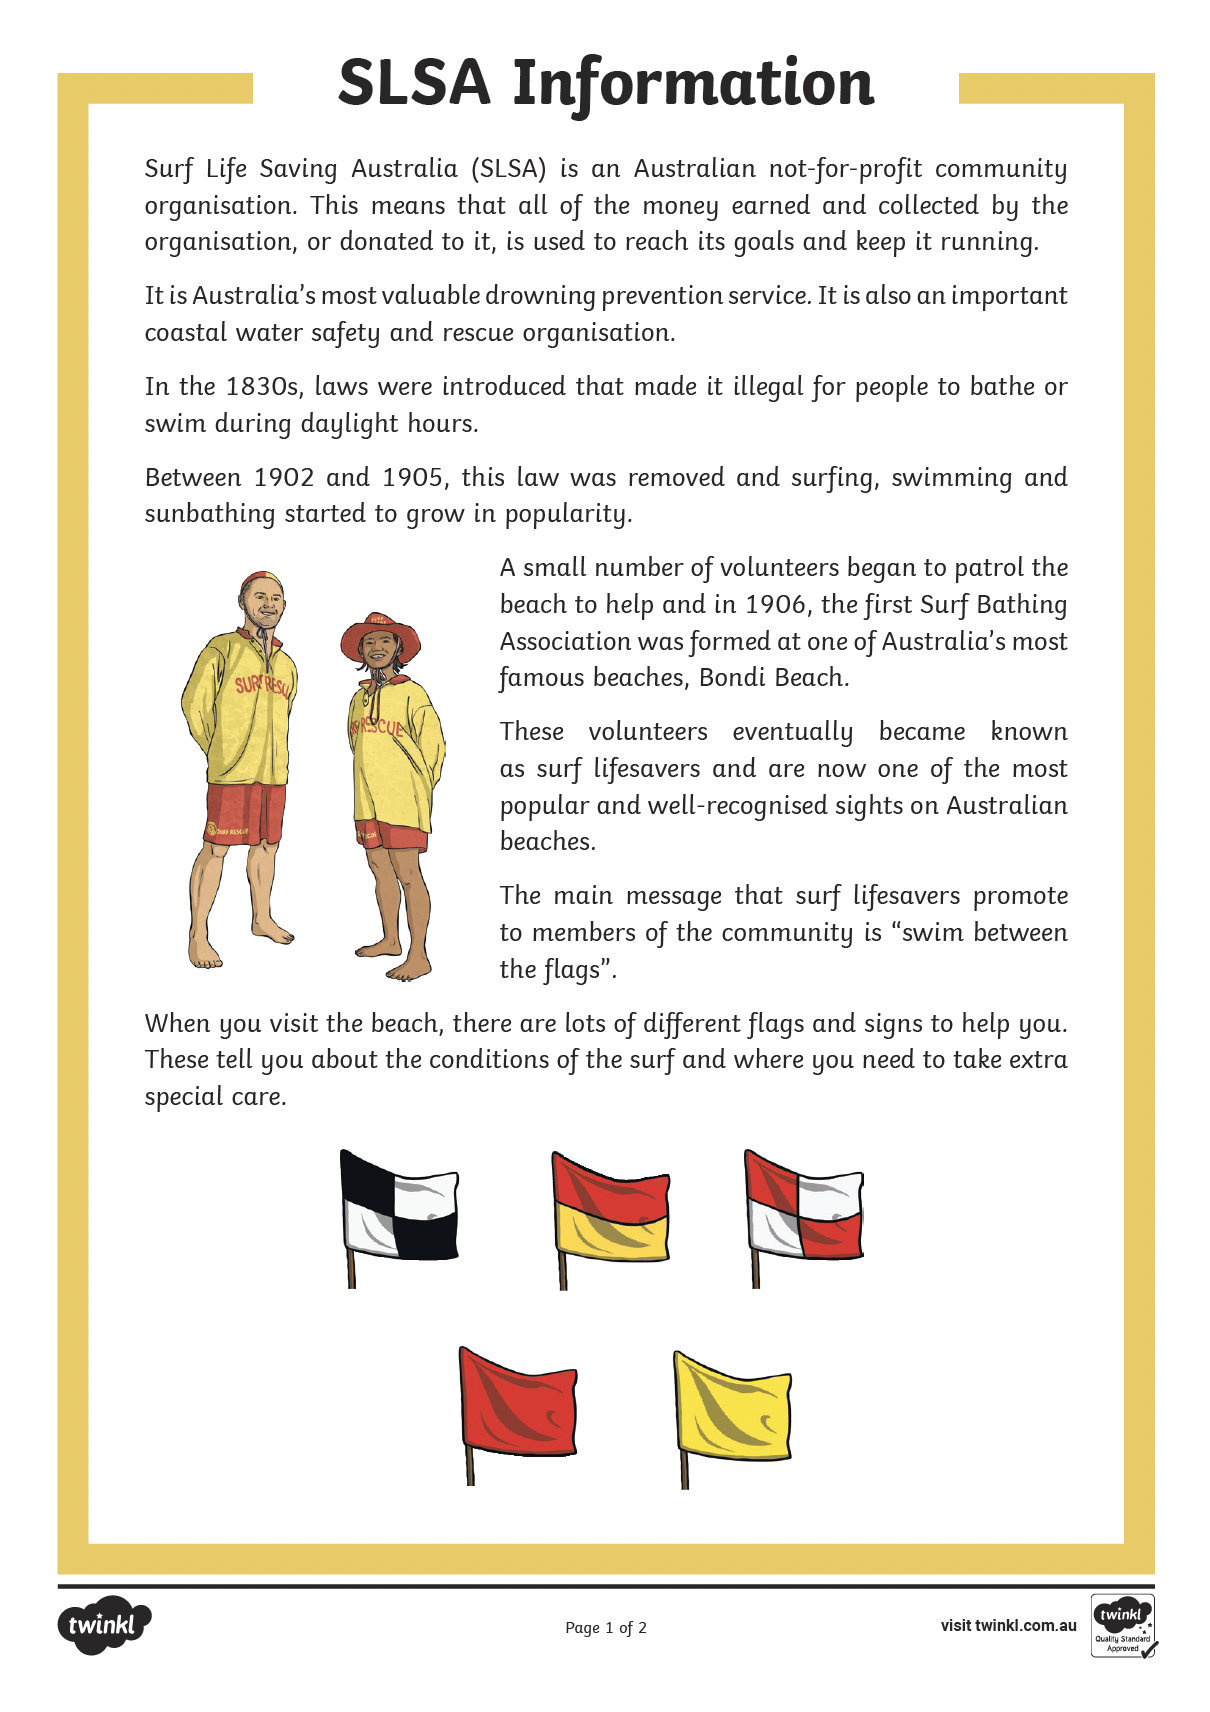 SLSA Information
Surf Life Saving Australia (SLSA) is an Australian not-for-profit community
organisation. This means that all of the money earned and collected by the
organisation, or donated to it, is used to reach its goals and keep it running.
It is Australia’s most valuable drowning prevention service. It is also an important
coastal water safety and rescue organisation.
In the 1830s, laws were introduced that made it illegal for people to bathe or
swim during daylight hours.
Between 1902 and 1905, this law was removed and surfing, swimming and
sunbathing started to grow in popularity.
A small number of volunteers began to patrol the
beach to help and in 1906, the first Surf Bathing
Association was formed at one of Australia’s most
famous beaches, Bondi Beach.
These volunteers eventually became known
as surf lifesavers and are now one of the most
popular and well-recognised sights on Australian
beaches.
The main message that surf lifesavers promote
to members of the community is “swim between
the flags”.
SURF RESCU
RESCUE
SURF RESCUE
When you visit the beach, there are lots of different flags and signs to help you.
These tell you about the conditions of the surf and where you need to take extra
special care.
twinkl
Page 1 of 2
visit twinkl.com.au
twinkl
Quality Standard
Approved